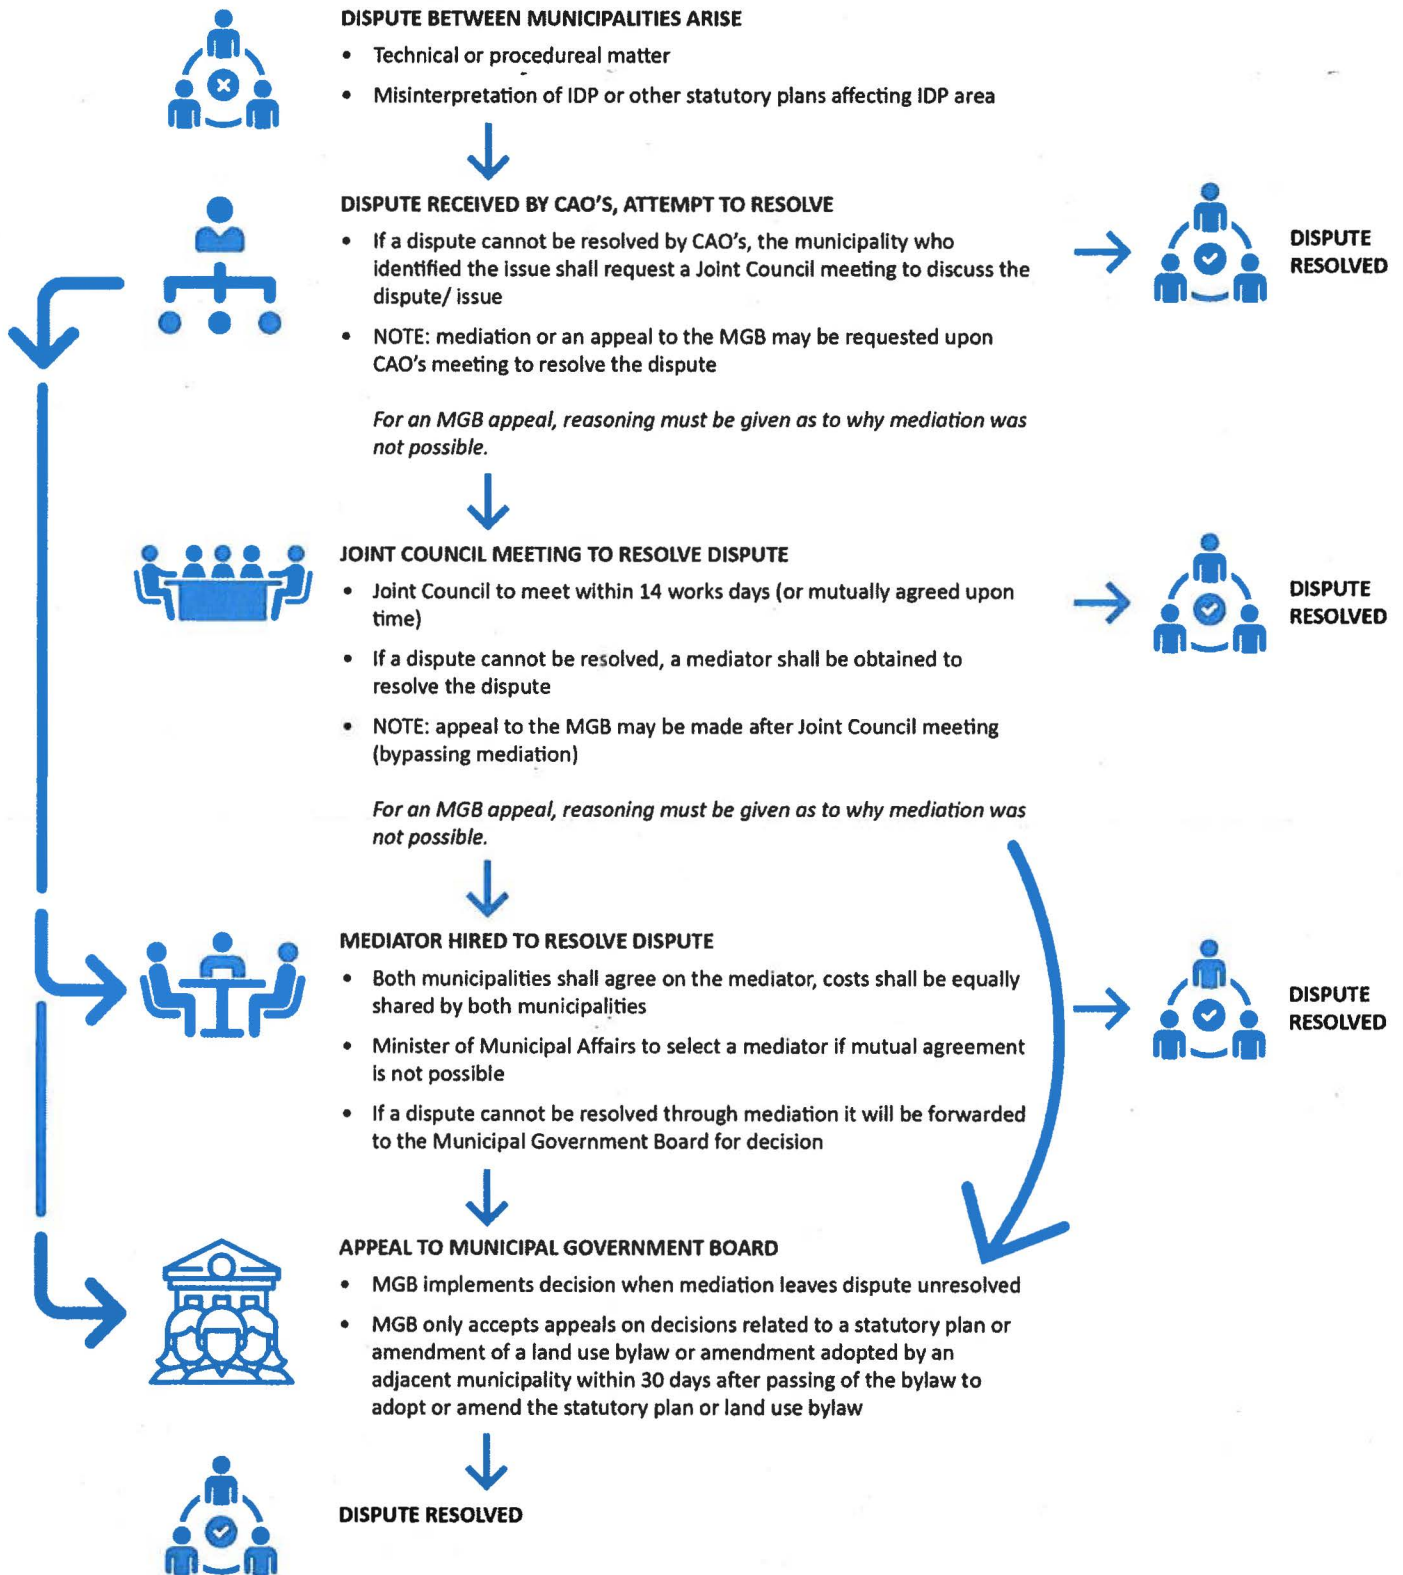 DISPUTE BETWEEN MUNICIPALITIES ARISE
• Technical or procedureal matter
• Misinterpretation of IDP or other statutory plans affecting IDP area
DISPUTE RECEIVED BY CAO'S, ATTEMPT TO RESOLVE
• If a dispute cannot be resolved by CAO's, the municipality who
identified the issue shall request a Joint Council meeting to discuss the
dispute/ issue
• NOTE: mediation or an appeal to the MGB may be requested upon
CAO's meeting to resolve the dispute
For an MGB appeal, reasoning must be given as to why mediation was
not possible.
DISPUTE
RESOLVED
JOINT COUNCIL MEETING TO RESOLVE DISPUTE
• Joint Council to meet within 14 works days (or mutually agreed upon
time)
• If a dispute cannot be resolved, a mediator shall be obtained to
resolve the dispute
• NOTE: appeal to the MGB may be made after Joint Council meeting
(bypassing mediation)
For an MGB appeal, reasoning must be given as to why mediation was
not possible.
DISPUTE
RESOLVED
MEDIATOR HIRED TO RESOLVE DISPUTE
• Both municipalities shall agree on the mediator, costs shall be equally
shared by both municipalities
• Minister of Municipal Affairs to select a mediator if mutual agreement
is not possible
• If a dispute cannot be resolved through mediation it will be forwarded
to the Municipal Government Board for decision
DISPUTE
RESOLVED
APPEAL TO MUNICIPAL GOVERNMENT BOARD
• MGB implements decision when mediation leaves dispute unresolved
• MGB only accepts appeals on decisions related to a statutory plan or
amendment of a land use bylaw or amendment adopted by an
adjacent municipality within 30 days after passing of the bylaw to
adopt or amend the statutory plan or land use bylaw
DISPUTE RESOLVED